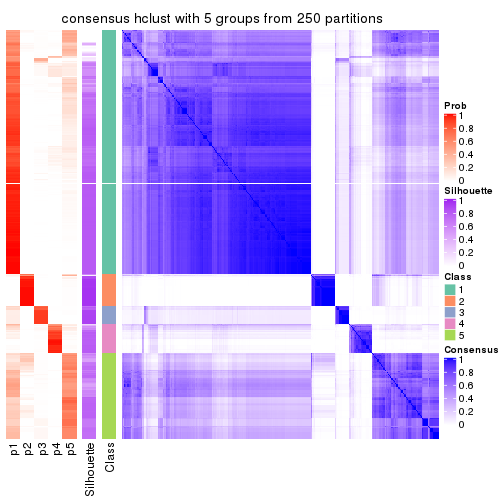 consensus hclust with 5 groups from 250 partitions
Prob
1
0.8
0.6
0.4
0.2
0
Silhouette
1
0.8
0.6
0.4
0.2
0
Class
1
2
3
4
5
Consensus
1
0.8
0.6
0.4
0.2
0
p1
p2
p3
p4
p5
Silhouette
Class